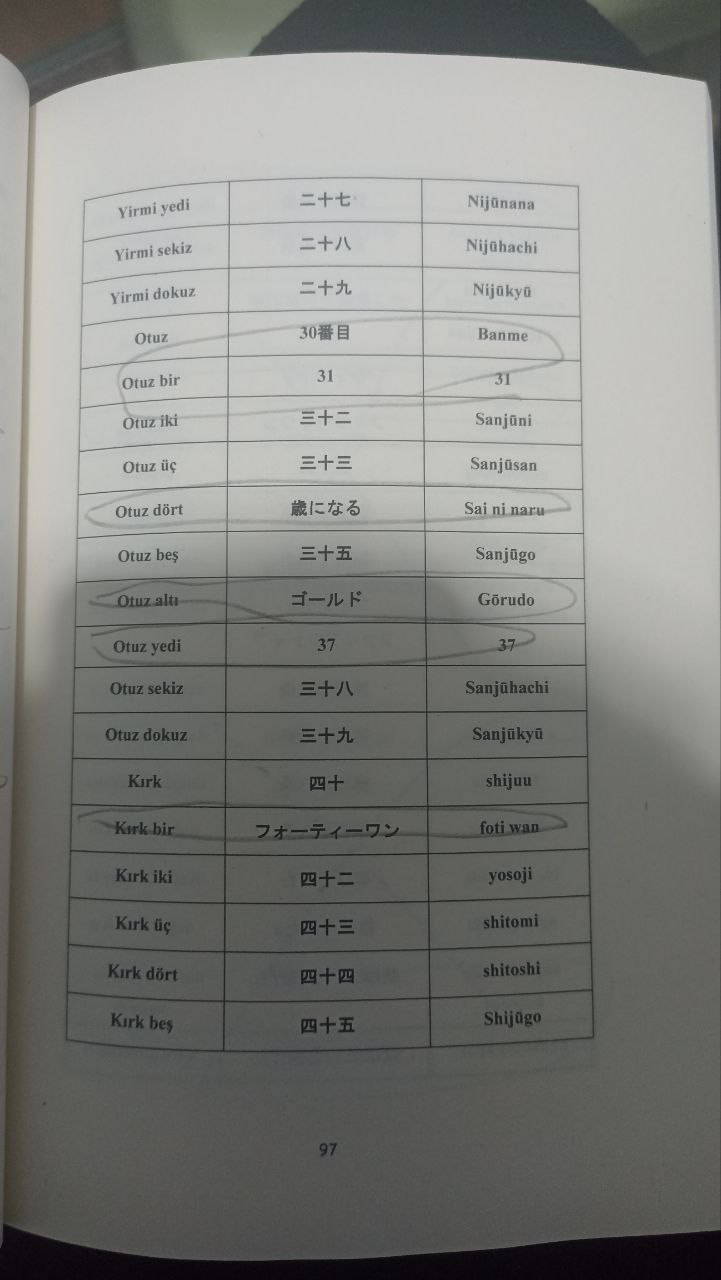 Yirmi yedi 二十七 Nijūnana
Yirmi sekiz 二十八 Nijūhachi
Yirmi dokuz 二十九 Nijūkyū
Otuz 30番目 Banme
Otuz bir 31 31
Otuz iki 三十二 Sanjūni
Otuz üç 三十三 Sanjūsan
Otuz dört 歳になる Sai ni naru
Otuz beş 三十五 Sanjūgo
Otuz altı ゴールド Gōrudo
Otuz yedi 37 37
Otuz sekiz 三十八 Sanjūhachi
Otuz dokuz 三十九 Sanjūkyū
Kırk 四十 shijuu
Kırk bir フォーティーワン foti wan
Kırk iki 四十二 yosoji
Kırk üç 四十三 shitomi
Kırk dört 四十四 shitoshi
Kırk beş 四十五 Shijūgo
97